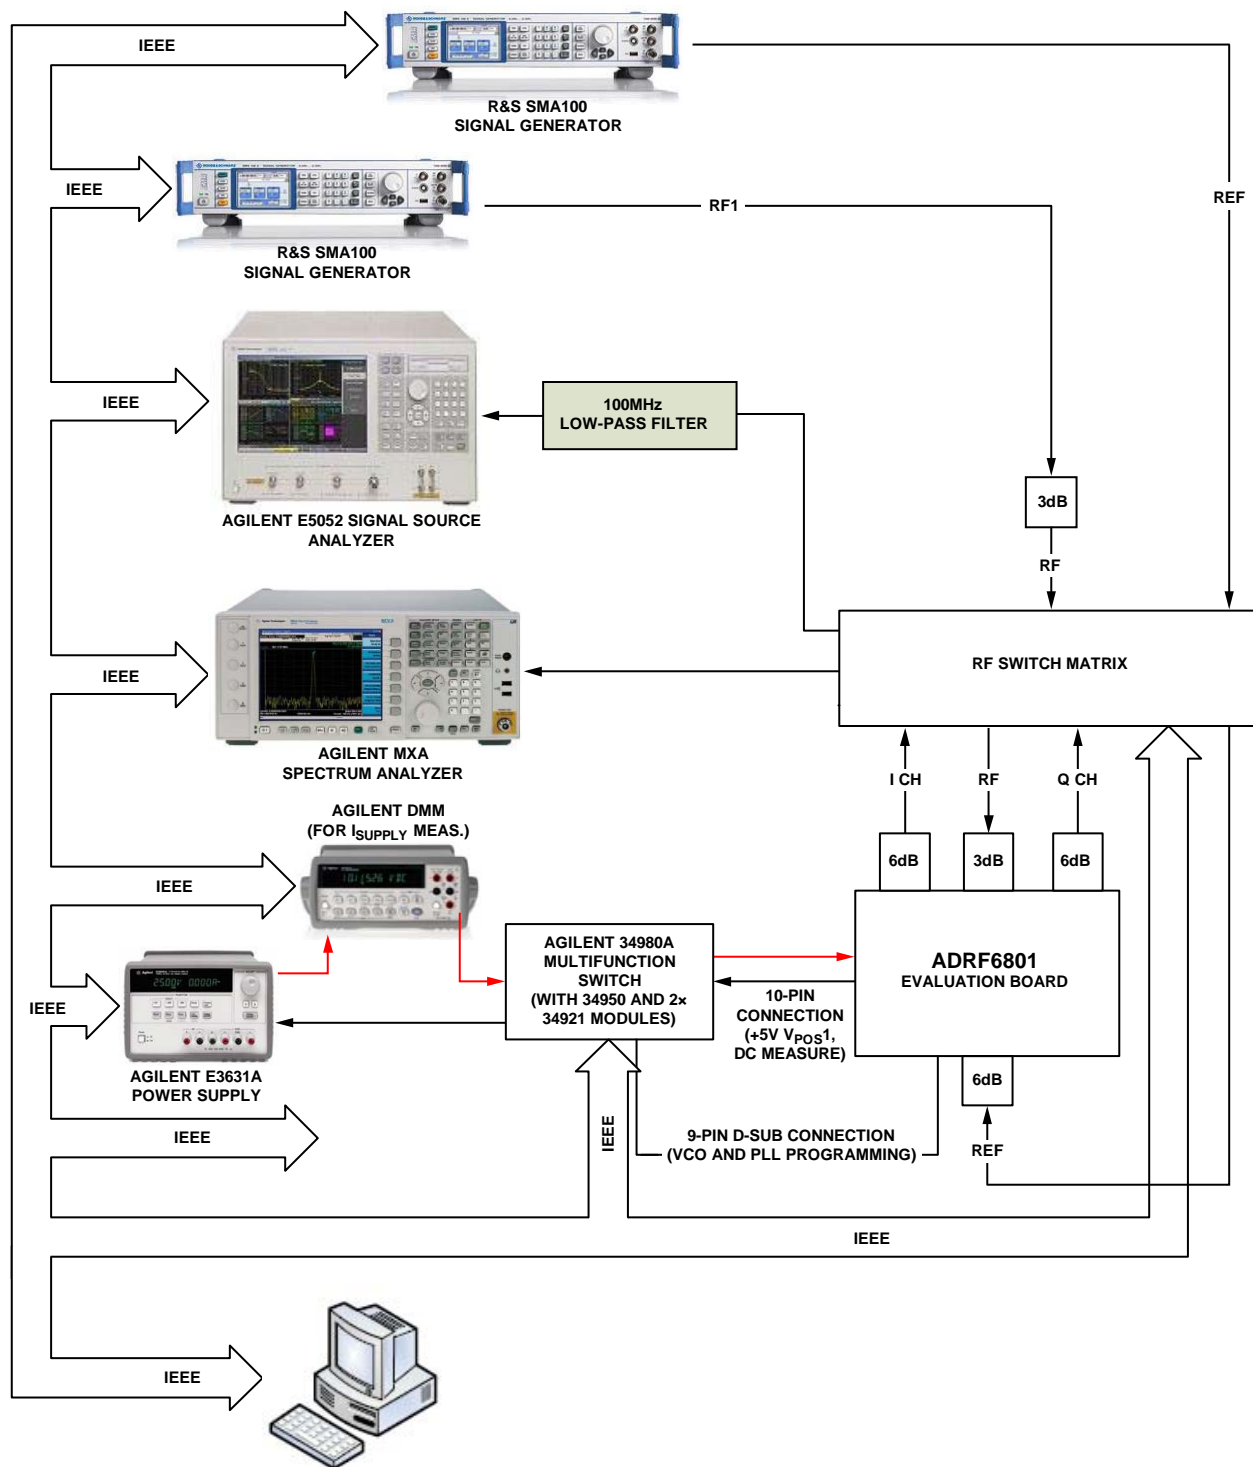 IEEE
R&S SMA100
SIGNAL GENERATOR
REF
IEEE
RF1
R&S SMA100
SIGNAL GENERATOR
IEEE
100MHz
LOW-PASS FILTER
AGILENT E5052 SIGNAL SOURCE
ANALYZER
3dB
RF
RF SWITCH MATRIX
IEEE
AGILENT MXA
SPECTRUM ANALYZER
I CH
RF
Q CH
AGILENT DMM
(FOR ISUPPLY MEAS.)
6dB
3dB
6dB
IEEE
AGILENT 34980A
MULTIFUNCTION
SWITCH
(WITH 34950 AND 2×
34921 MODULES)
ADRF6801
EVALUATION BOARD
10-PIN
CONNECTION
(+5V VPOS1,
DC MEASURE)
IEEE
AGILENT E3631A
POWER SUPPLY
6dB
IEEE
IEEE
9-PIN D-SUB CONNECTION
(VCO AND PLL PROGRAMMING)
REF
IEEE
IEEE